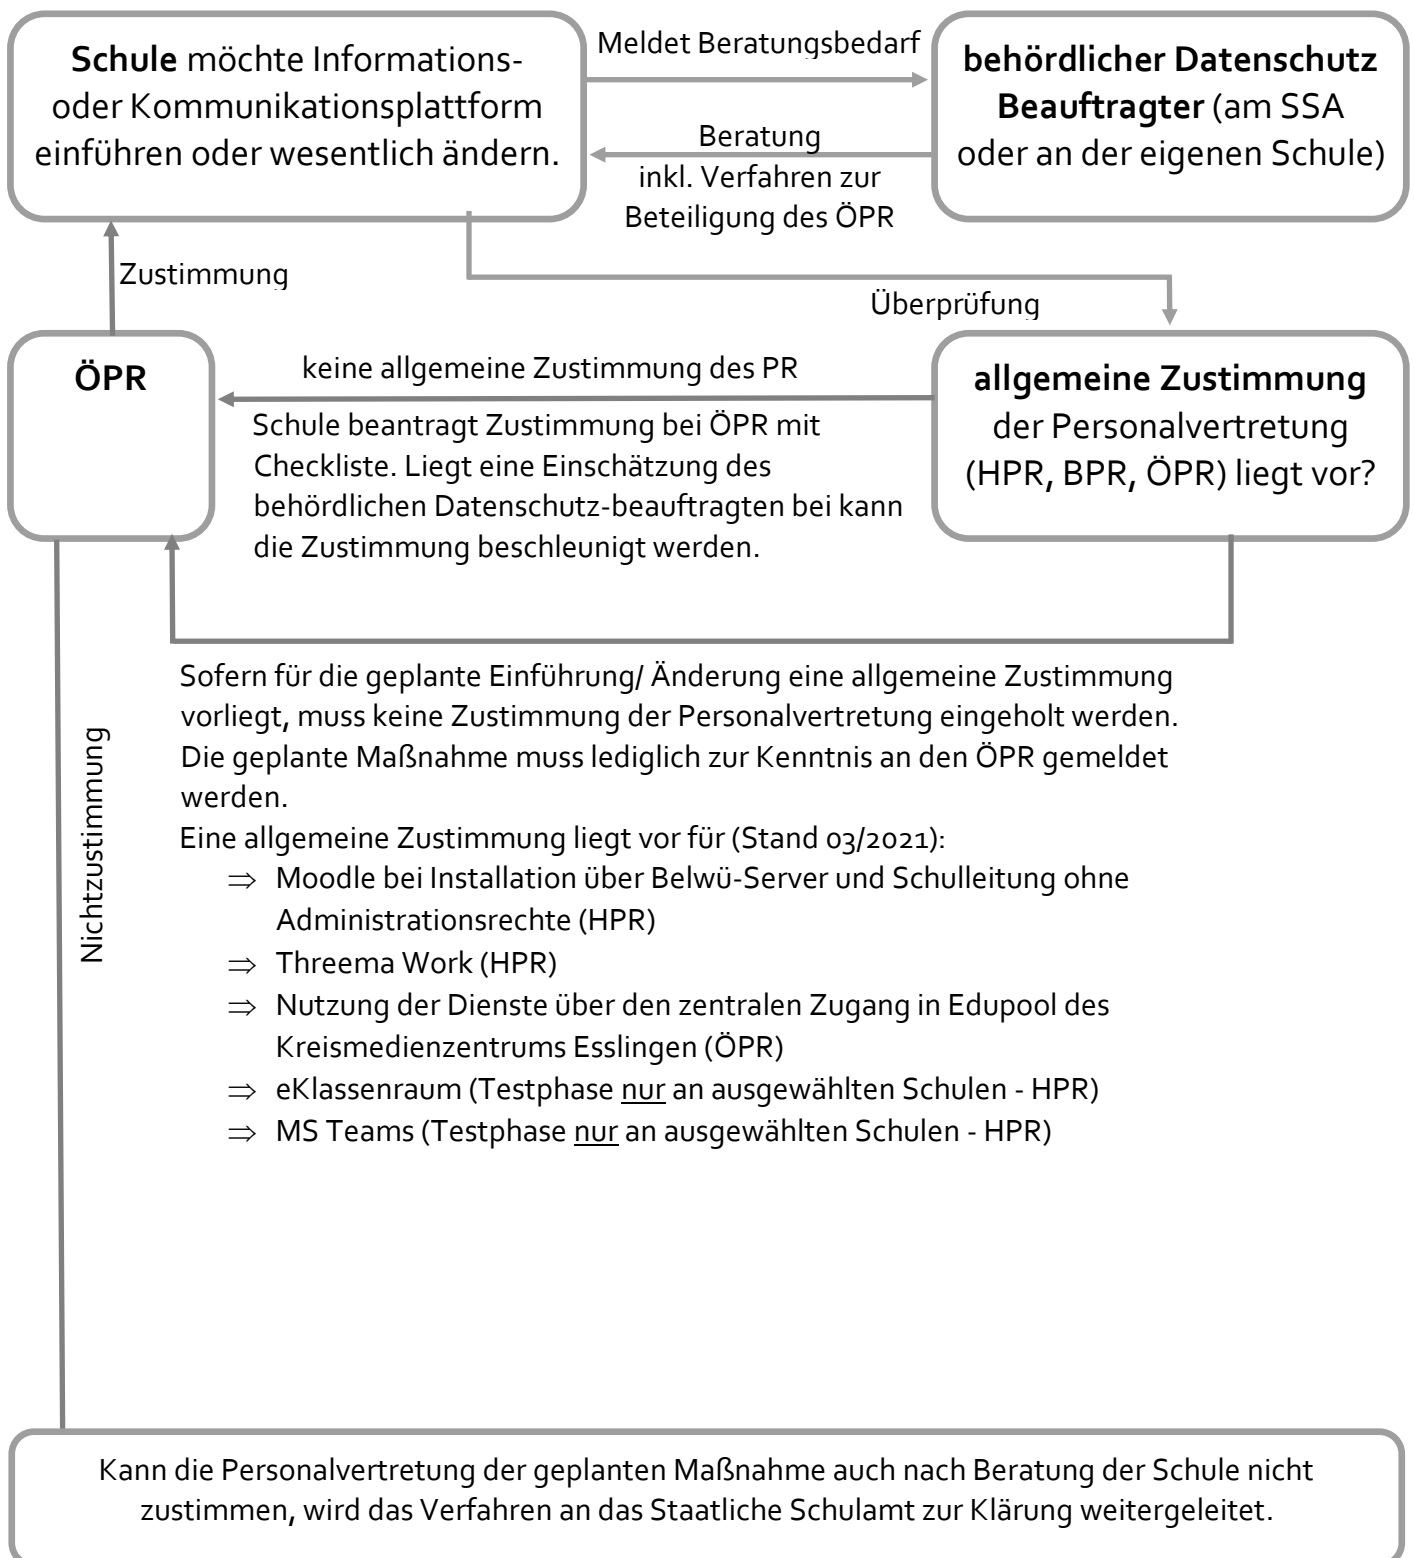 Schule möchte Informations-
oder Kommunikationsplattform
einführen oder wesentlich ändern.
Meldet Beratungsbedarf
behördlicher Datenschutz
Beauftragter (am SSA
oder an der eigenen Schule)
Beratung
inkl. Verfahren zur
Beteiligung des ÖPR
Zustimmung
Überprüfung
ÖPR
keine allgemeine Zustimmung des PR
Schule beantragt Zustimmung bei ÖPR mit
Checkliste. Liegt eine Einschätzung des
behördlichen Datenschutz-beauftragten bei kann
die Zustimmung beschleunigt werden.
allgemeine Zustimmung
der Personalvertretung
(HPR, BPR, ÖPR) liegt vor?
Nichtzustimmung
Sofern für die geplante Einführung/ Änderung eine allgemeine Zustimmung
vorliegt, muss keine Zustimmung der Personalvertretung eingeholt werden.
Die geplante Maßnahme muss lediglich zur Kenntnis an den ÖPR gemeldet
werden.
Eine allgemeine Zustimmung liegt vor für (Stand 03/2021):
⇒ Moodle bei Installation über Belwü-Server und Schulleitung ohne
Administrationsrechte (HPR)
⇒ Threema Work (HPR)
⇒ Nutzung der Dienste über den zentralen Zugang in Edupool des
Kreismedienzentrums Esslingen (ÖPR)
⇒ eKlassenraum (Testphase nur an ausgewählten Schulen - HPR)
⇒ MS Teams (Testphase nur an ausgewählten Schulen - HPR)
Kann die Personalvertretung der geplanten Maßnahme auch nach Beratung der Schule nicht
zustimmen, wird das Verfahren an das Staatliche Schulamt zur Klärung weitergeleitet.